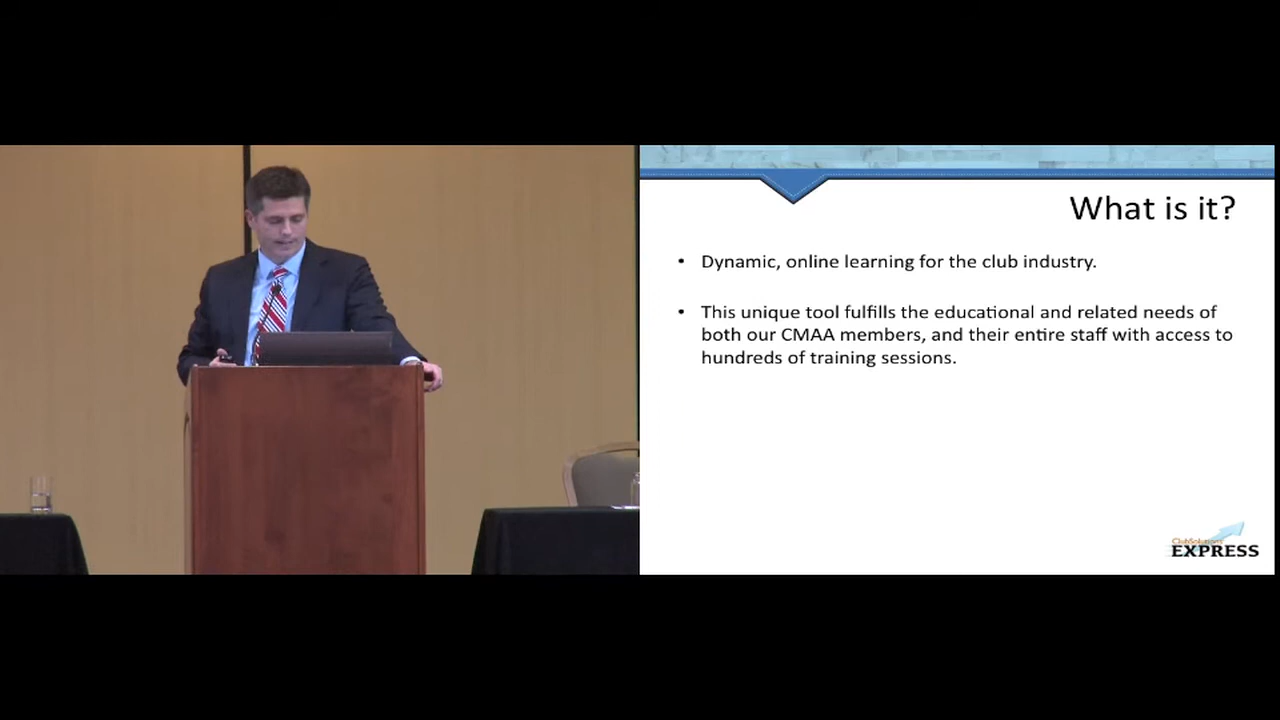 What is it?
• Dynamic, online learning for the club industry.
• This unique tool fulfills the educational and related needs of
both our CMAA members, and their entire staff with access to
hundreds of training sessions.
ClubSolutions
EXPRESS